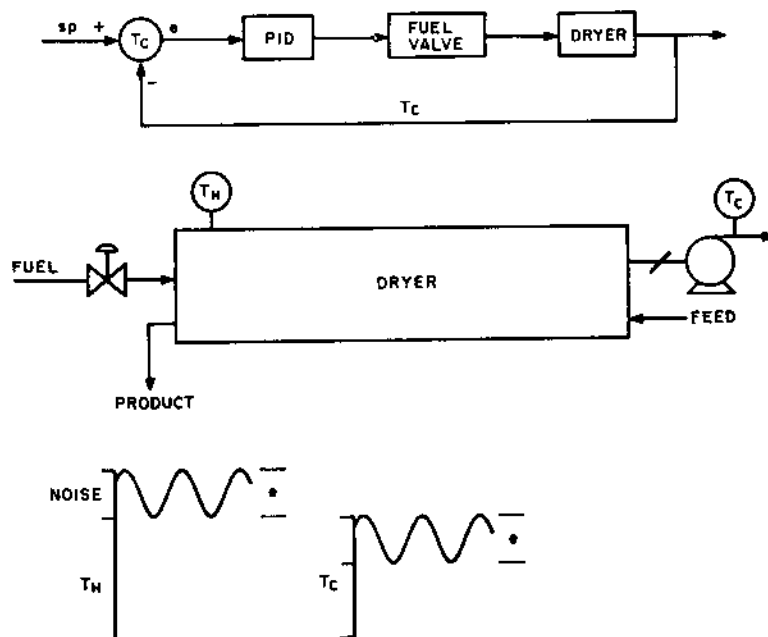 sp + Tc e PID FUEL VALVE DRYER
-
Tc
TH
Tc
FUEL
DRYER
FEED
PRODUCT
NOISE
e
e
TH
Tc